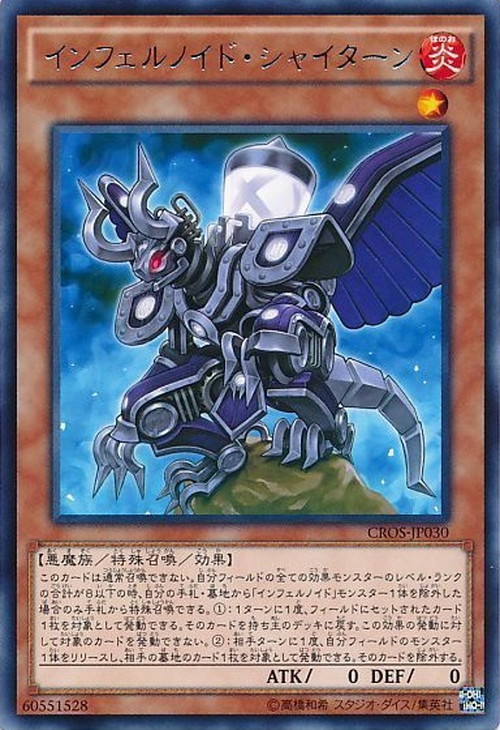 インフェルノイド・シャイターン
ほのお
炎
CROS-JP030
【悪魔族／特殊召喚／効果】
このカードは通常召喚できない。自分フィールドの全ての効果モンスターのレベル・ランク
の合計が８以下の時、自分の手札・墓地から「インフェルノイド」モンスター１体を除外した
場合のみ手札から特殊召喚できる。①：１ターンに１度、フィールドにセットされたカード
１枚を対象として発動できる。そのカードを持ち主のデッキに戻す。この効果の発動に対し
て対象のカードを発動できない。②：相手ターンに１度、自分フィールドのモンスター
１体をリリースし、相手の墓地のカード１枚を対象として発動できる。そのカードを除外する。
ATK/ 0 DEF/ 0
60551528
©高橋和希 スタジオ・ダイス/集英社